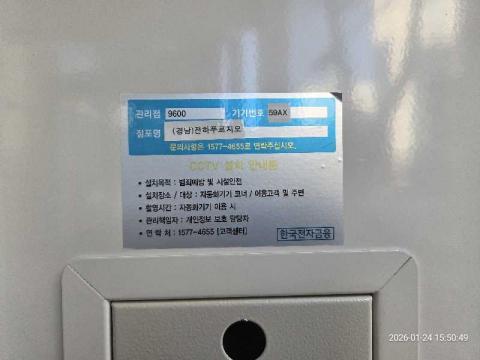 관리점 9600 기기번호 59AX
점포명 (경남)전하푸르지오
문의사항은 1577-4655로 연락주십시오.
CCTV 설치 안내문
• 설치목적 : 범죄예방 및 시설안전
• 설치장소 / 대상 : 자동화기기 코너 / 이용고객 및 주변
• 촬영시간 : 자동화기기 이용 시
• 관리책임자 : 개인정보 보호 담당자
• 연 락 처 : 1577-4655 [고객센터]
한국전자금융
2026-01-24 15:50:49